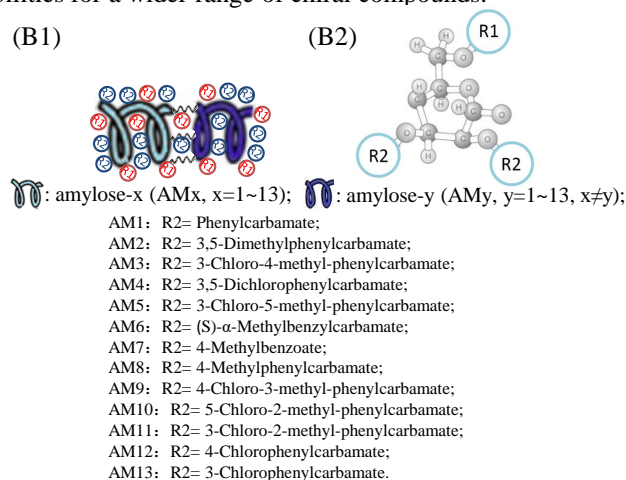 (B1) (B2)
R1
R2 R2
: amylose-x (AMx, x=1~13); : amylose-y (AMy, y=1~13, x≠y);
AM1： R2= Phenylcarbamate;
AM2： R2= 3,5-Dimethylphenylcarbamate;
AM3： R2= 3-Chloro-4-methyl-phenylcarbamate;
AM4： R2= 3,5-Dichlorophenylcarbamate;
AM5： R2= 3-Chloro-5-methyl-phenylcarbamate;
AM6： R2= (S)-α-Methylbenzylcarbamate;
AM7： R2= 4-Methylbenzoate;
AM8： R2= 4-Methylphenylcarbamate;
AM9： R2= 4-Chloro-3-methyl-phenylcarbamate;
AM10： R2= 5-Chloro-2-methyl-phenylcarbamate;
AM11： R2= 3-Chloro-2-methyl-phenylcarbamate;
AM12： R2= 4-Chlorophenylcarbamate;
AM13： R2= 3-Chlorophenylcarbamate.